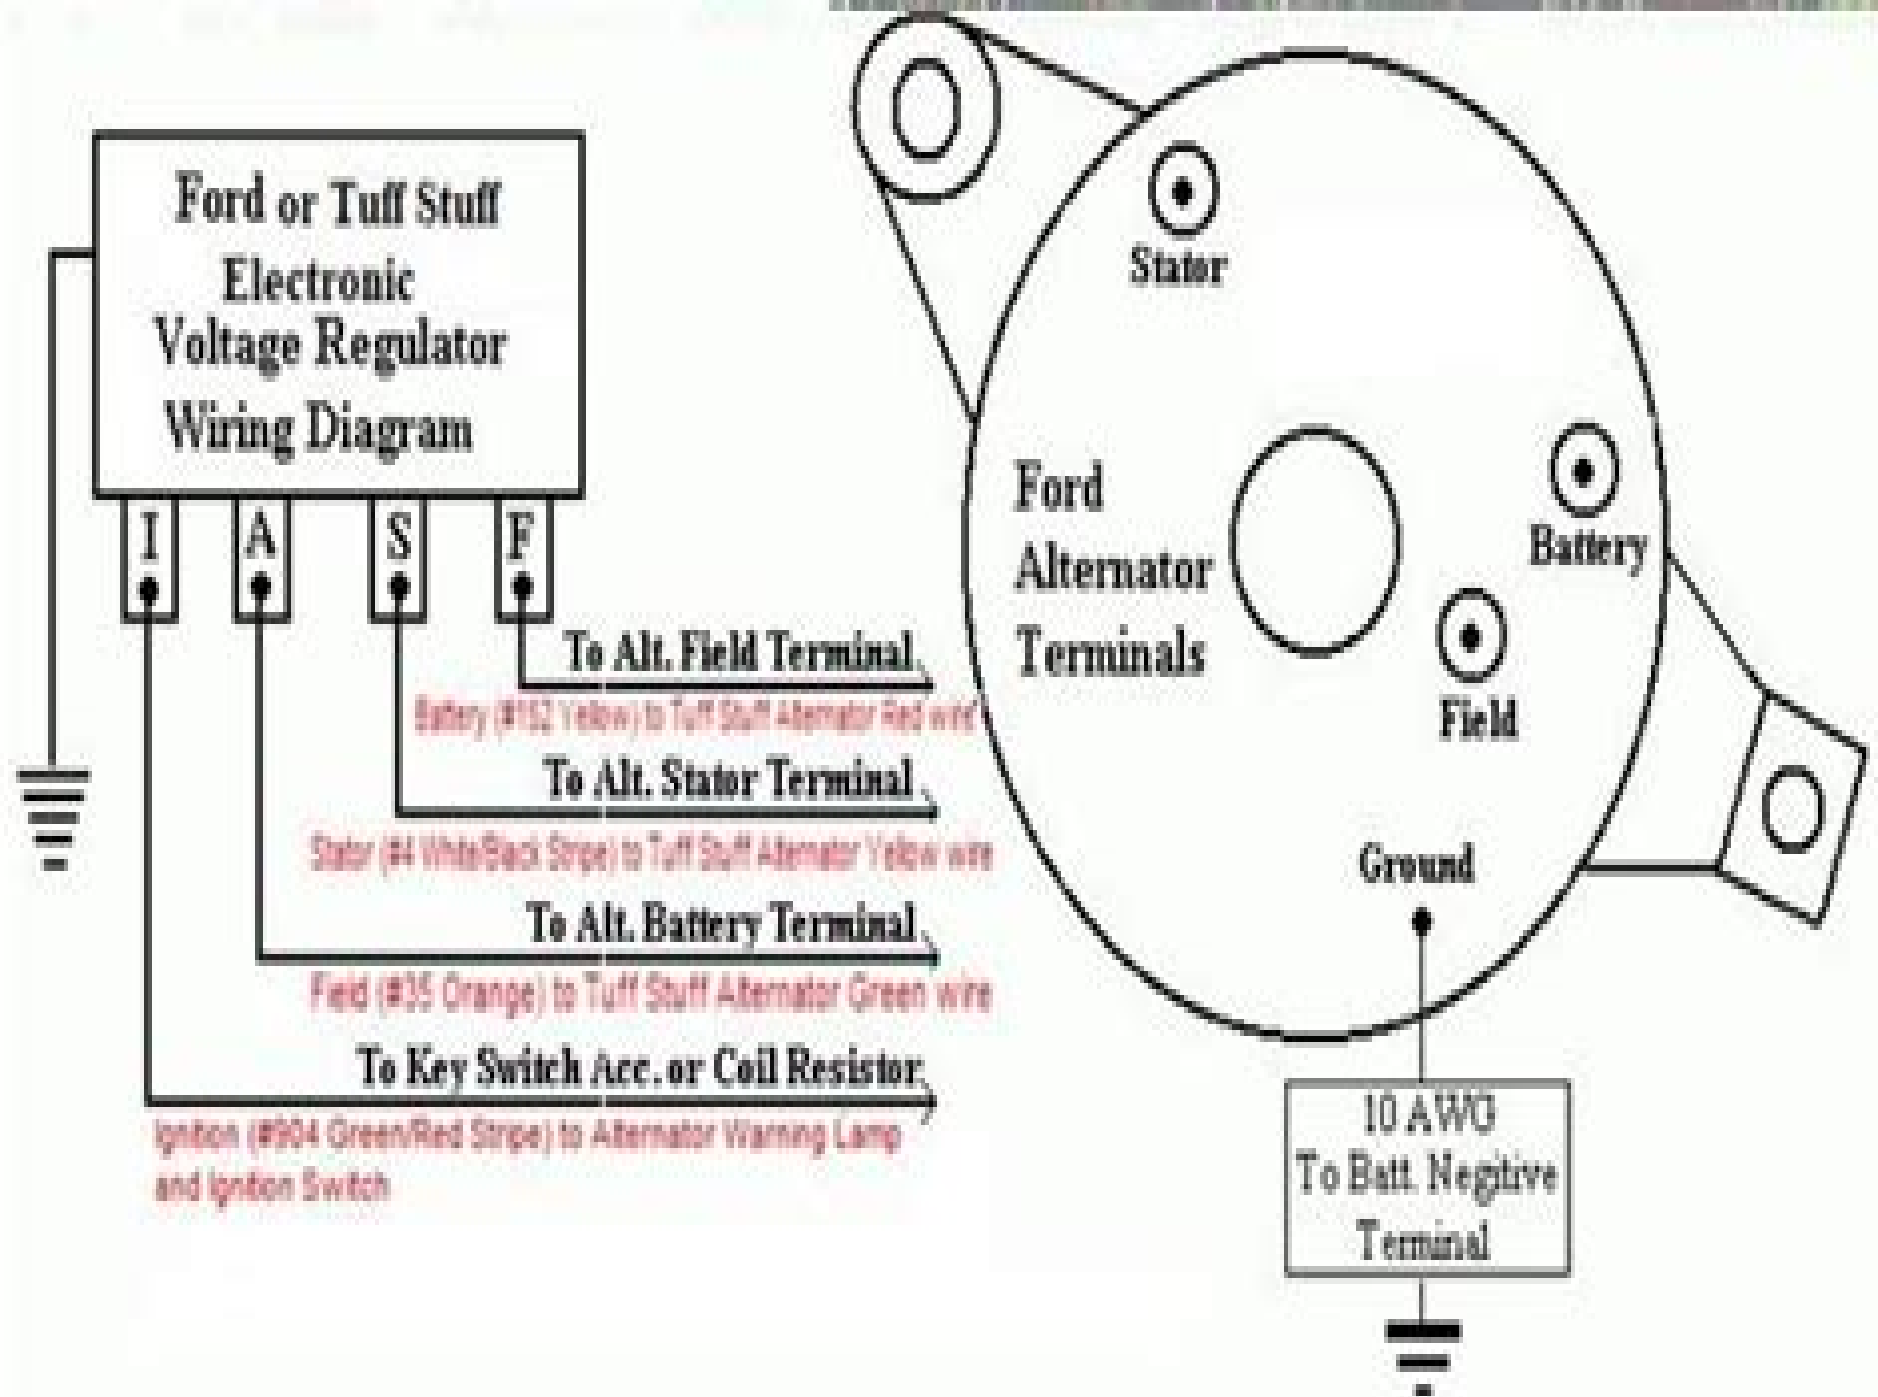 Ford or Tuff Stuff
Electronic
Voltage Regulator
Wiring Diagram
I A S F
To Alt. Field Terminal
Battery (#152 Yellow) to Tuff Stuff Alternator Red wire
To Alt. Stator Terminal
Stator (#4 White/Black Stripe) to Tuff Stuff Alternator Yellow wire
To Alt. Battery Terminal
Field (#35 Orange) to Tuff Stuff Alternator Green wire
To Key Switch Acc. or Coil Resistor
Ignition (#904 Green/Red Stripe) to Alternator Warning Lamp
and Ignition Switch
Stator
Ford
Alternator
Terminals
Battery
Field
Ground
10 AWG
To Batt. Negitive
Terminal